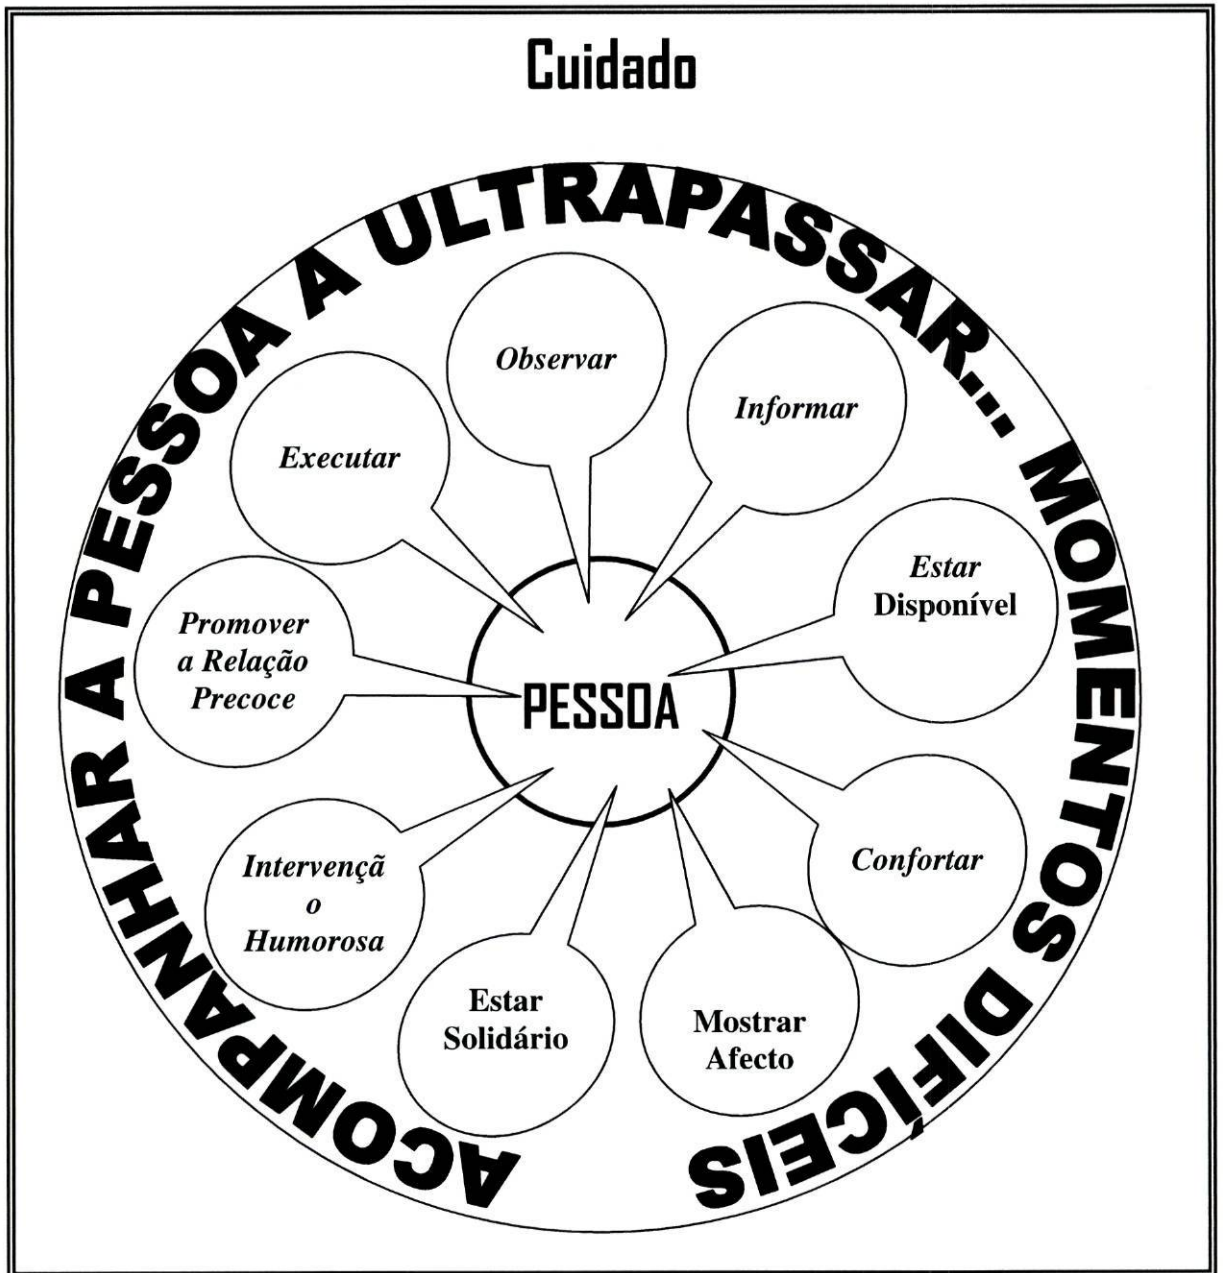 Cuidado
ACOMPANHAR A PESSOA A ULTRAPASSAR... MOMENTOS DIFÍCEIS
Observar
Informar
Executar
Estar
Disponível
Promover
a Relação
Precoce
PESSOA
Confortar
Intervençã
o
Humorosa
Estar
Solidário
Mostrar
Afecto